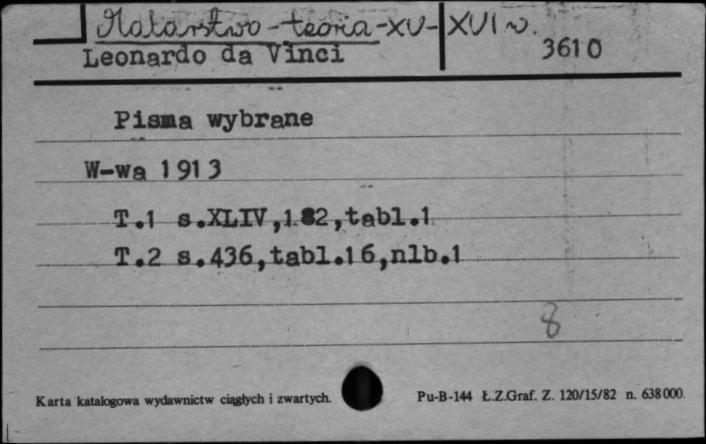 Malarstwo - teoria - XV - XVI w.
3610
Leonardo da Vinci
Pisma wybrane
W-wa 1913
T.1 s.XLIV,182,tabl.1
T.2 s.436,tabl.16,nlb.1
8
Karta katalogowa wydawnictw ciągłych i zwartych.
Pu-B-144 Ł.Z.Graf. Z. 120/15/82 n. 638000.